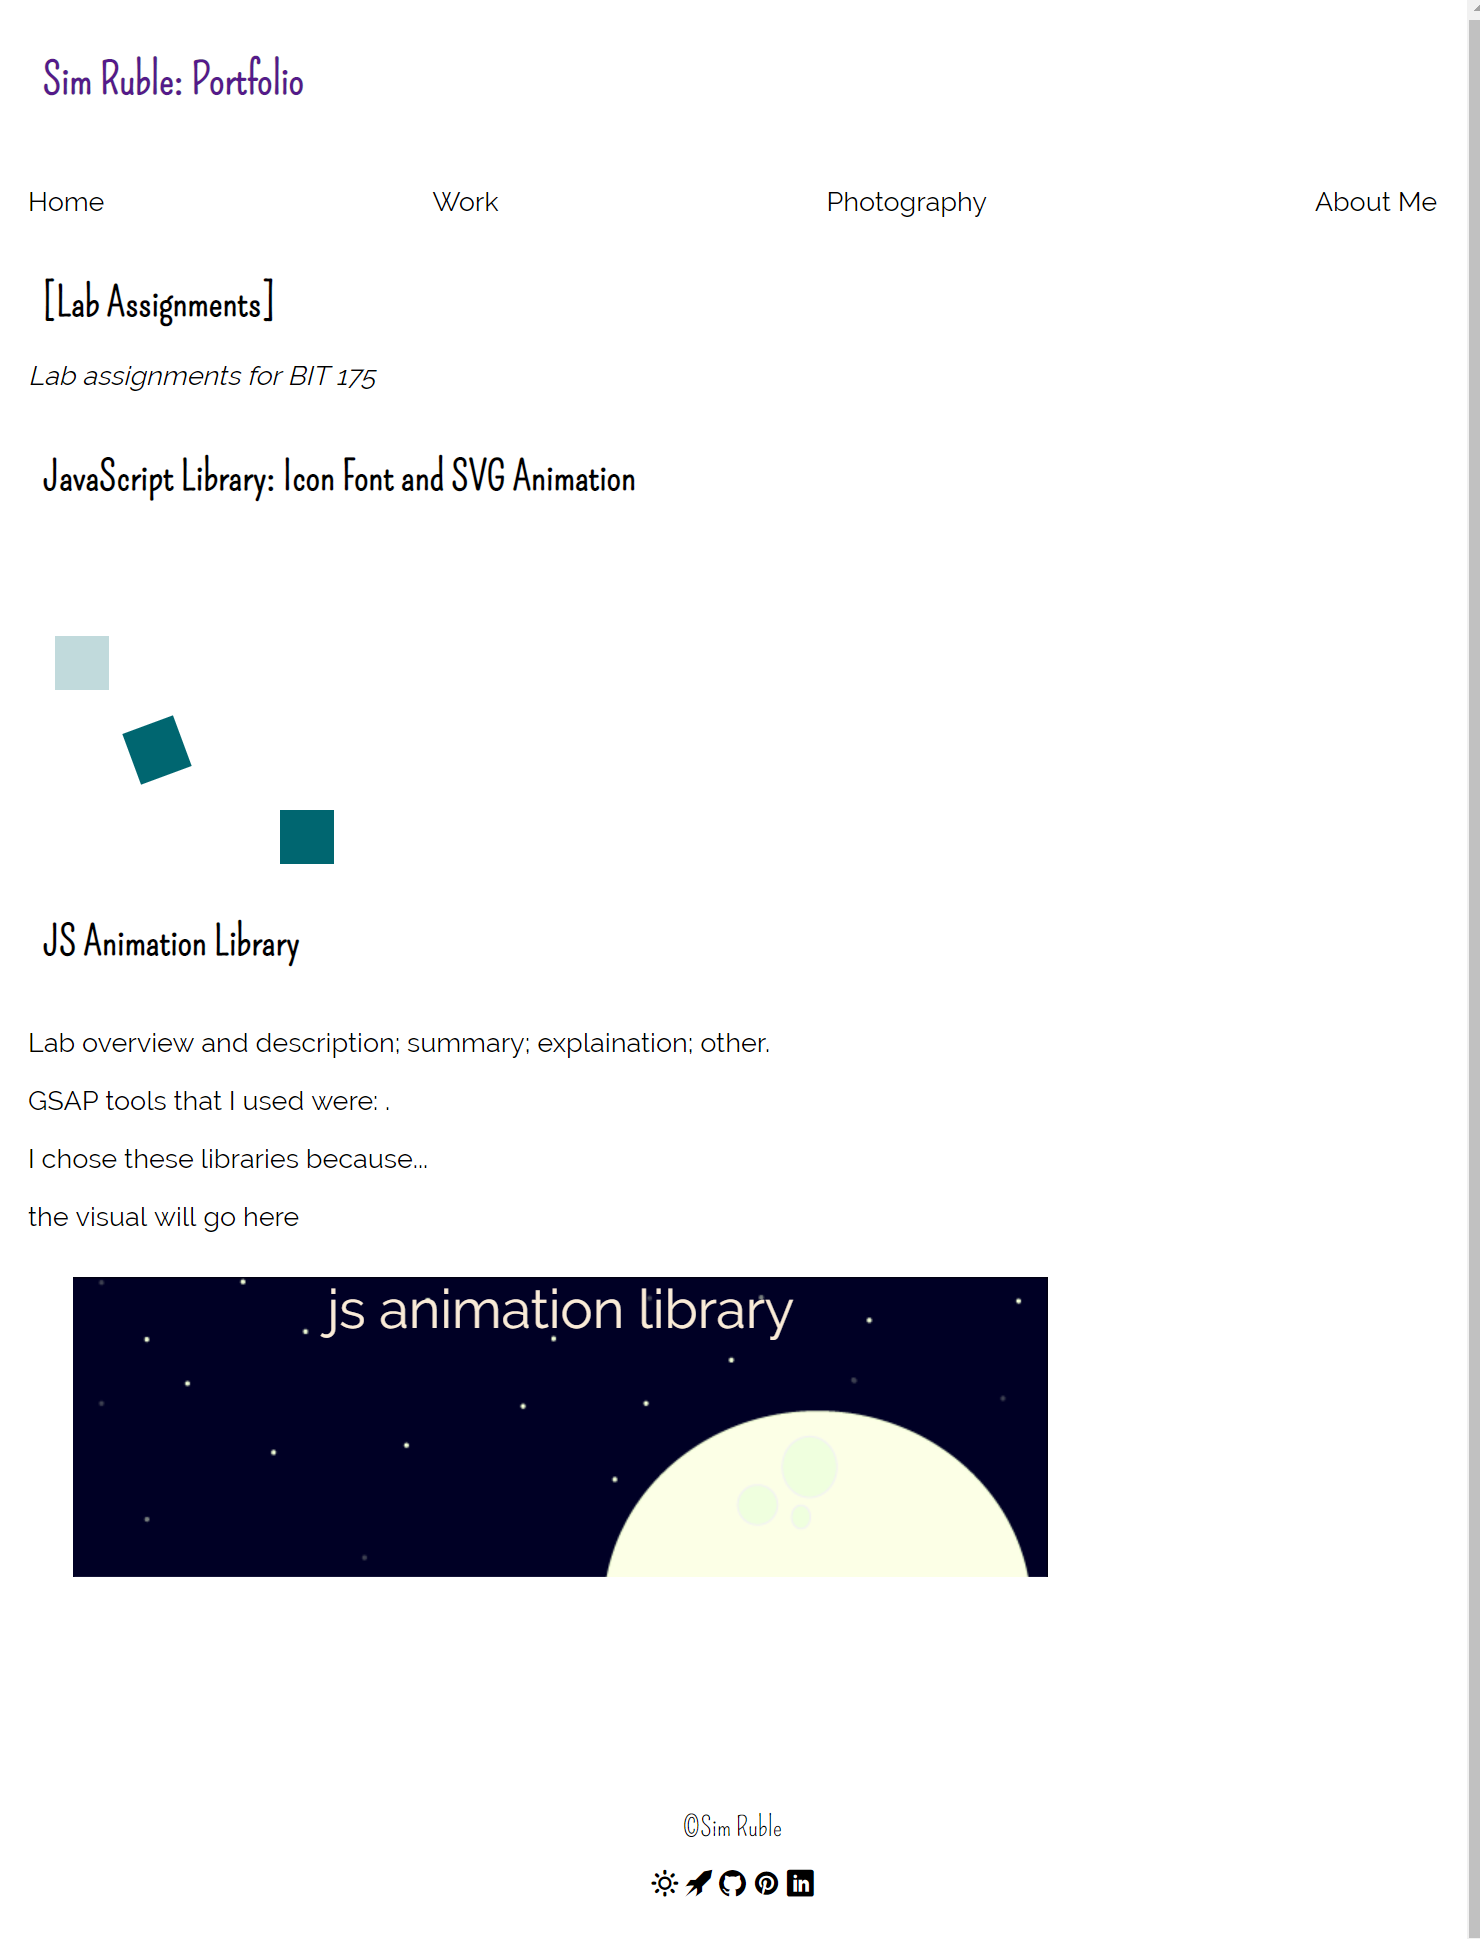 Sim Ruble: Portfolio
Home Work Photography About Me
[Lab Assignments]
Lab assignments for BIT 175
JavaScript Library: Icon Font and SVG Animation
JS Animation Library
Lab overview and description; summary; explaination; other.
GSAP tools that I used were: .
I chose these libraries because...
the visual will go here
js animation library
©Sim Ruble
in